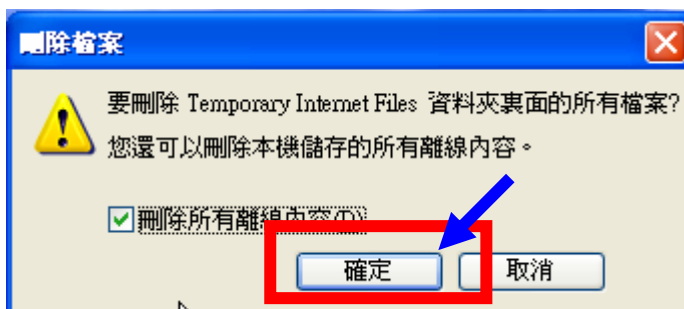 刪除檔案
要刪除 Temporary Internet Files 資料夾裏面的所有檔案?
您還可以刪除本機儲存的所有離線內容。
刪除所有離線內容(D)
確定 取消